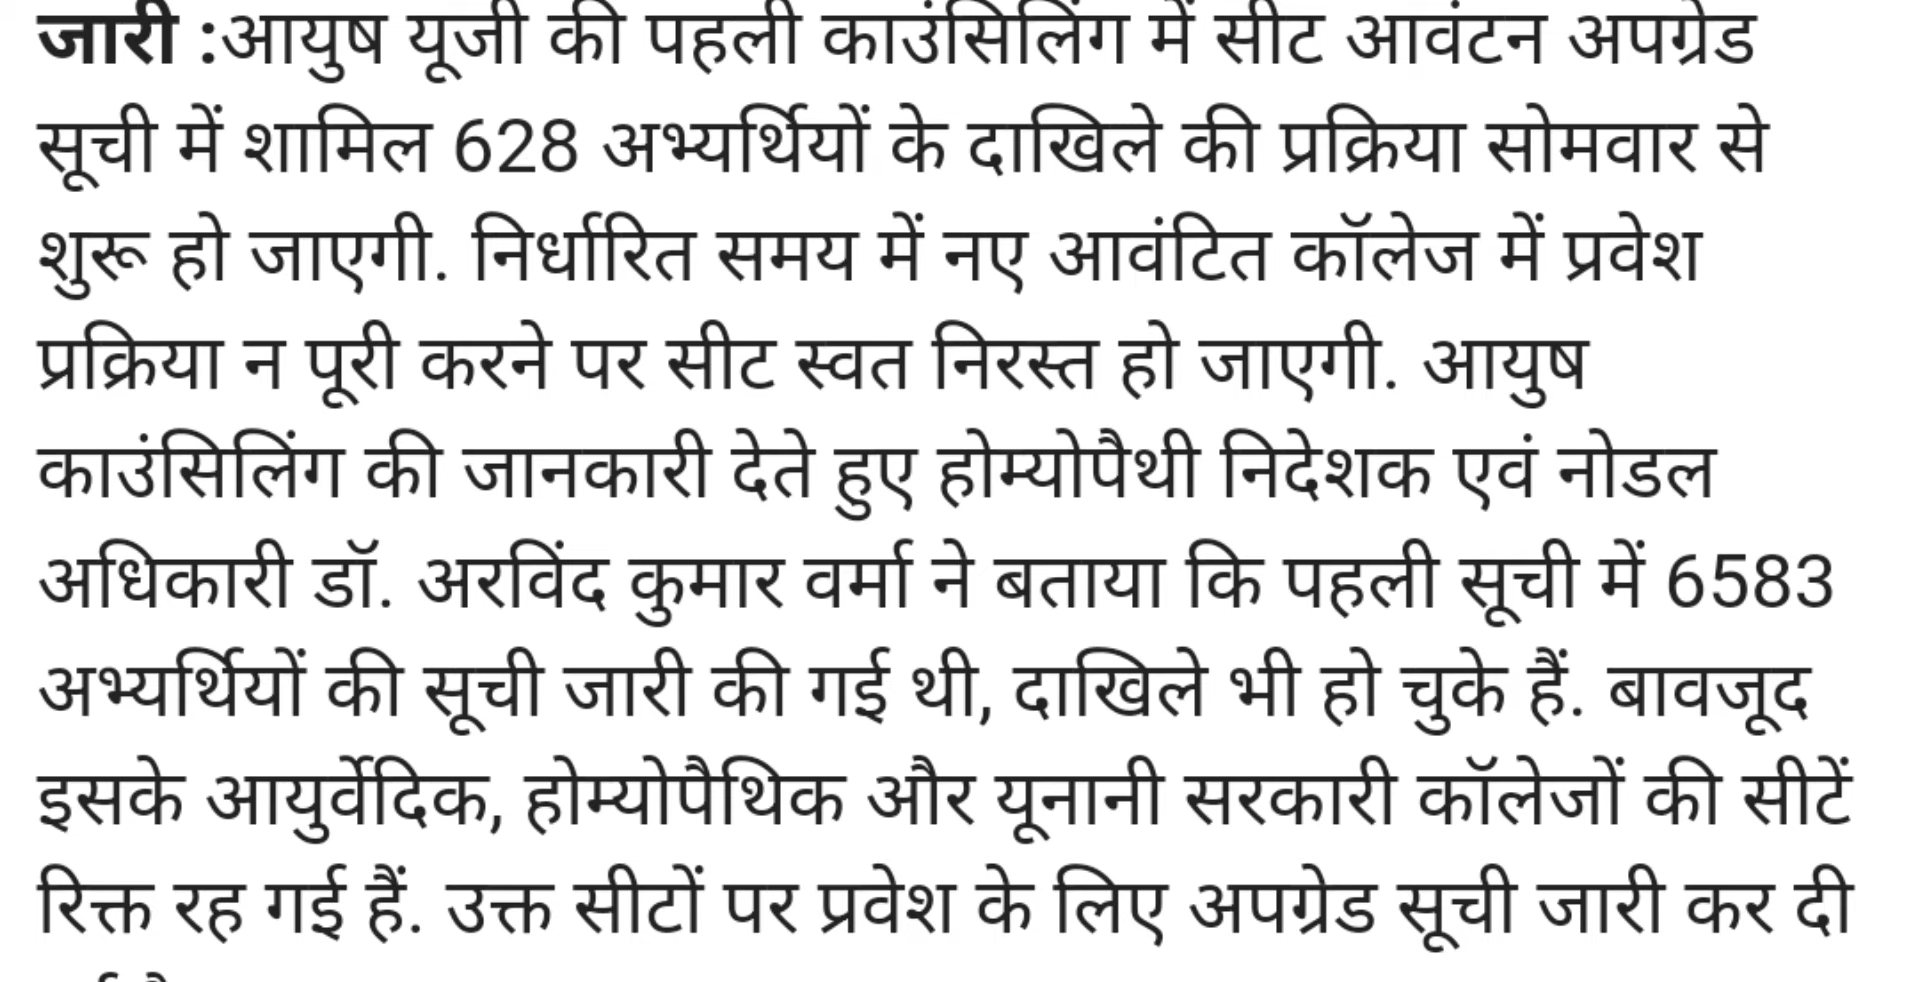 जारी :आयुष यूजी की पहली काउंसिलिंग में सीट आवंटन अपग्रेड
सूची में शामिल 628 अभ्यर्थियों के दाखिले की प्रक्रिया सोमवार से
शुरू हो जाएगी. निर्धारित समय में नए आवंटित कॉलेज में प्रवेश
प्रक्रिया न पूरी करने पर सीट स्वत निरस्त हो जाएगी. आयुष
काउंसिलिंग की जानकारी देते हुए होम्योपैथी निदेशक एवं नोडल
अधिकारी डॉ. अरविंद कुमार वर्मा ने बताया कि पहली सूची में 6583
अभ्यर्थियों की सूची जारी की गई थी, दाखिले भी हो चुके हैं. बावजूद
इसके आयुर्वेदिक, होम्योपैथिक और यूनानी सरकारी कॉलेजों की सीटें
रिक्त रह गई हैं. उक्त सीटों पर प्रवेश के लिए अपग्रेड सूची जारी कर दी